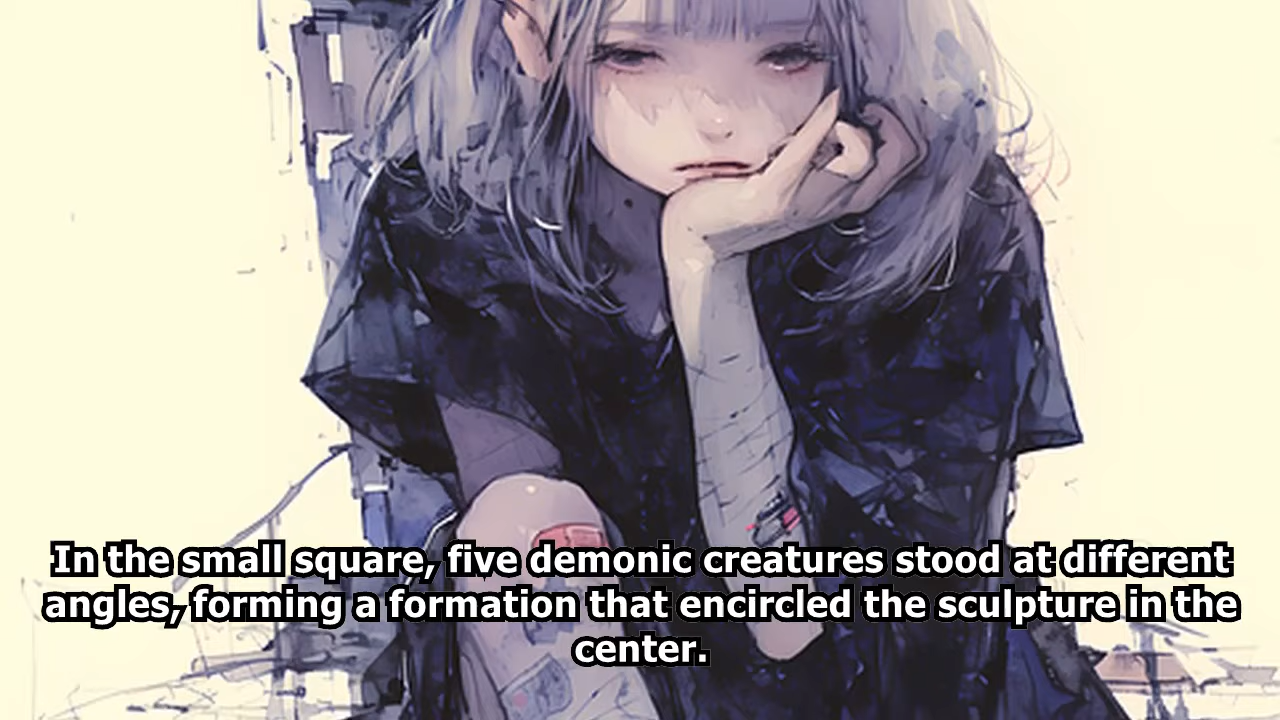 In the small square, five demonic creatures stood at different
angles, forming a formation that encircled the sculpture in the
center.